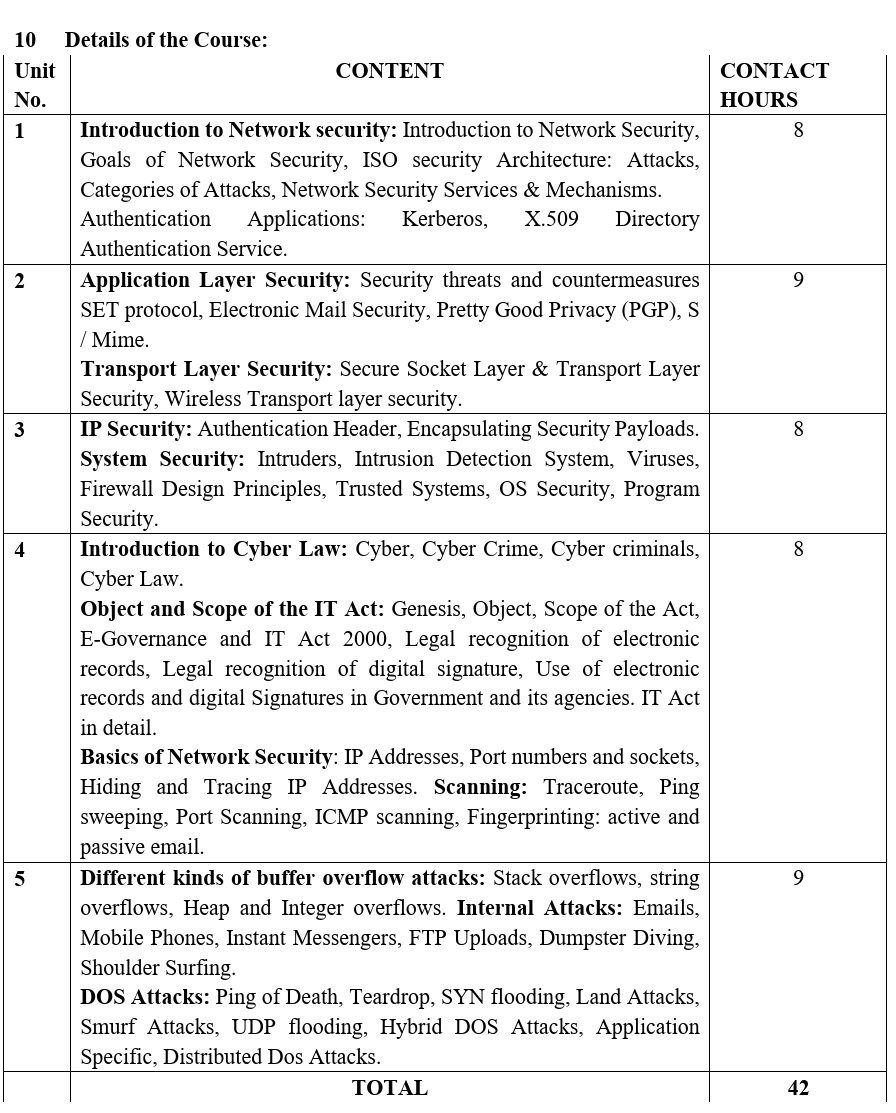 10 Details of the Course:
Unit No. CONTENT CONTACT HOURS
1 Introduction to Network security: Introduction to Network Security, 8
Goals of Network Security, ISO security Architecture: Attacks,
Categories of Attacks, Network Security Services & Mechanisms.
Authentication Applications: Kerberos, X.509 Directory
Authentication Service.
2 Application Layer Security: Security threats and countermeasures 9
SET protocol, Electronic Mail Security, Pretty Good Privacy (PGP), S
/ Mime.
Transport Layer Security: Secure Socket Layer & Transport Layer
Security, Wireless Transport layer security.
3 IP Security: Authentication Header, Encapsulating Security Payloads. 8
System Security: Intruders, Intrusion Detection System, Viruses,
Firewall Design Principles, Trusted Systems, OS Security, Program
Security.
4 Introduction to Cyber Law: Cyber, Cyber Crime, Cyber criminals, 8
Cyber Law.
Object and Scope of the IT Act: Genesis, Object, Scope of the Act,
E-Governance and IT Act 2000, Legal recognition of electronic
records, Legal recognition of digital signature, Use of electronic
records and digital Signatures in Government and its agencies. IT Act
in detail.
Basics of Network Security: IP Addresses, Port numbers and sockets,
Hiding and Tracing IP Addresses. Scanning: Traceroute, Ping
sweeping, Port Scanning, ICMP scanning, Fingerprinting: active and
passive email.
5 Different kinds of buffer overflow attacks: Stack overflows, string 9
overflows, Heap and Integer overflows. Internal Attacks: Emails,
Mobile Phones, Instant Messengers, FTP Uploads, Dumpster Diving,
Shoulder Surfing.
DOS Attacks: Ping of Death, Teardrop, SYN flooding, Land Attacks,
Smurf Attacks, UDP flooding, Hybrid DOS Attacks, Application
Specific, Distributed Dos Attacks.
TOTAL 42